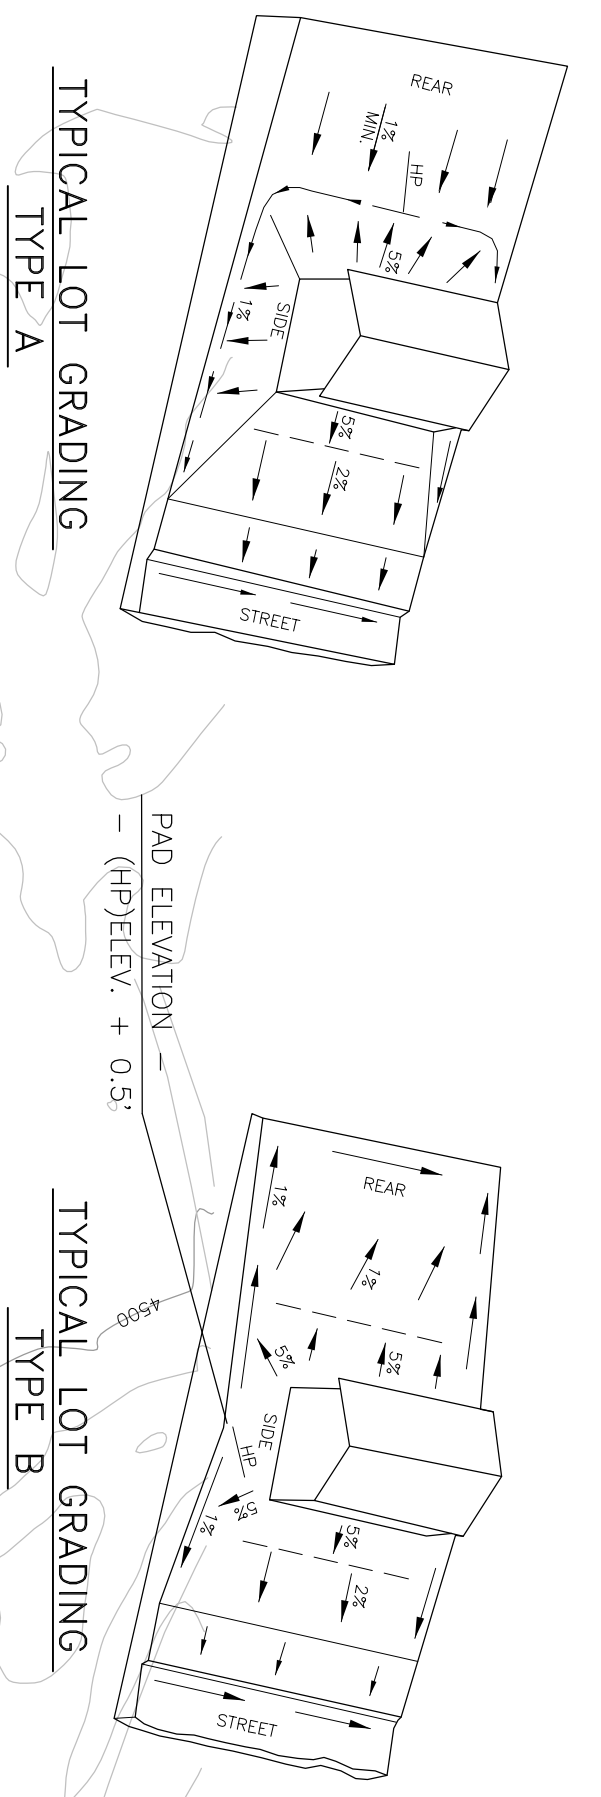 REAR
1%
MIN.
HP
5%
SIDE
1%
5%
2%
STREET
TYPICAL LOT GRADING
TYPE A
PAD ELEVATION -
- (HP)ELEV. + 0.5'
REAR
1%
1%
5%
5%
SIDE
HP
5%
1%
5%
2%
STREET
4500
TYPICAL LOT GRADING
TYPE B